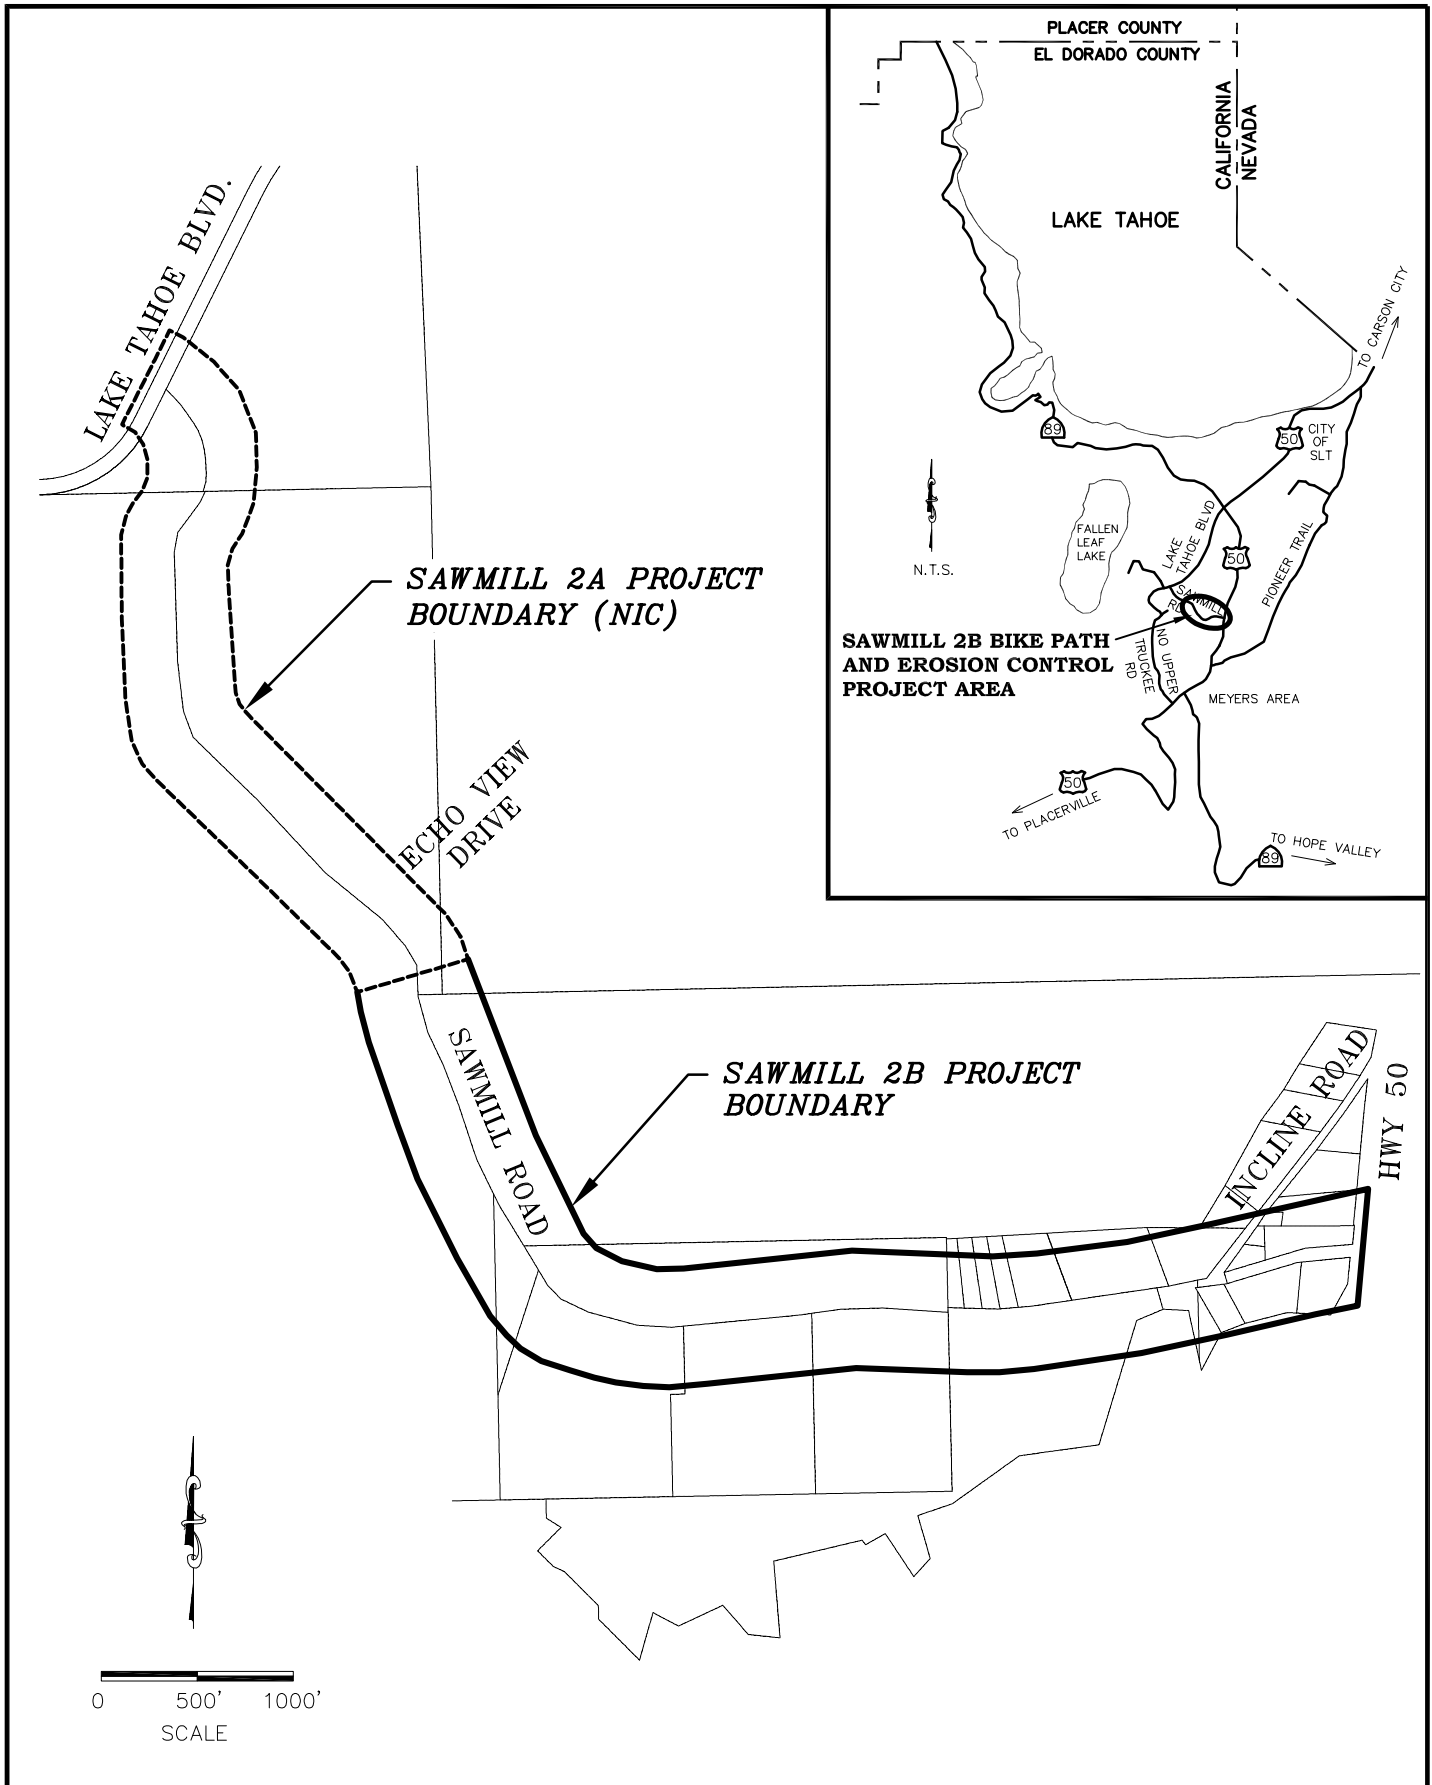 PLACER COUNTY
EL DORADO COUNTY
CALIFORNIA
NEVADA
LAKE TAHOE
TO CARSON CITY
89
50
CITY
OF
SLT
FALLEN
LEAF
LAKE
LAKE
TAHOE BLVD
50
PIONEER TRAIL
N.T.S.
SAWMILL
RD
SAWMILL 2B BIKE PATH
AND EROSION CONTROL
PROJECT AREA
NO UPPER
TRUCKEE
RD
MEYERS AREA
50
TO PLACERVILLE
TO HOPE VALLEY
89
LAKE TAHOE BLVD.
SAWMILL 2A PROJECT
BOUNDARY (NIC)
ECHO VIEW
DRIVE
SAWMILL ROAD
SAWMILL 2B PROJECT
BOUNDARY
INCLINE ROAD
HWY 50
0 500' 1000'
SCALE